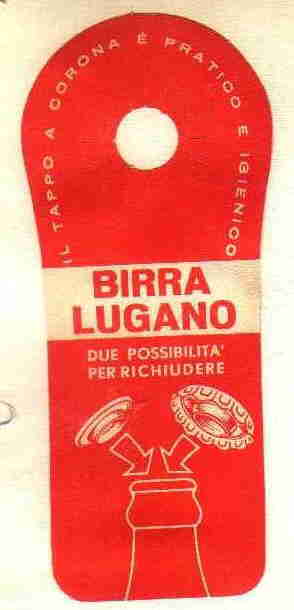 IL TAPPO A CORONA È PRATICO E IGIENICO
BIRRA
LUGANO
DUE POSSIBILITA'
PER RICHIUDERE